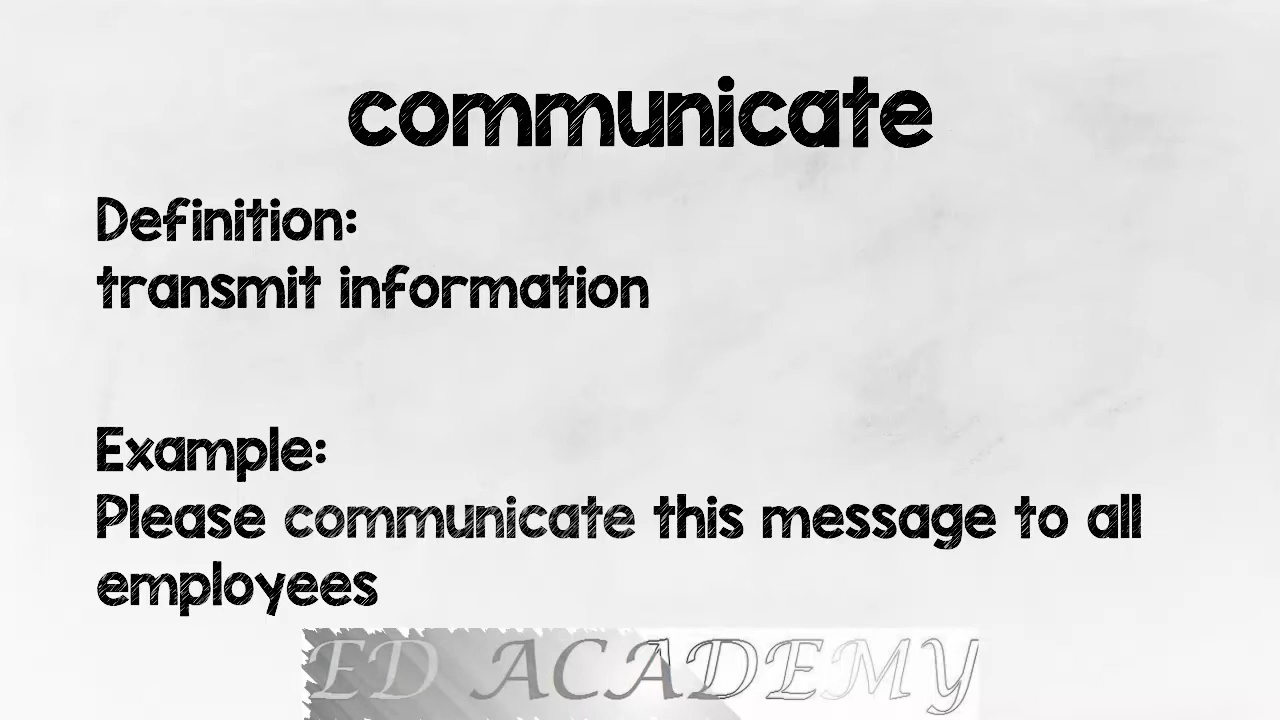 communicate
Definition:
transmit information
Example:
Please communicate this message to all
employees
ED ACADEMY